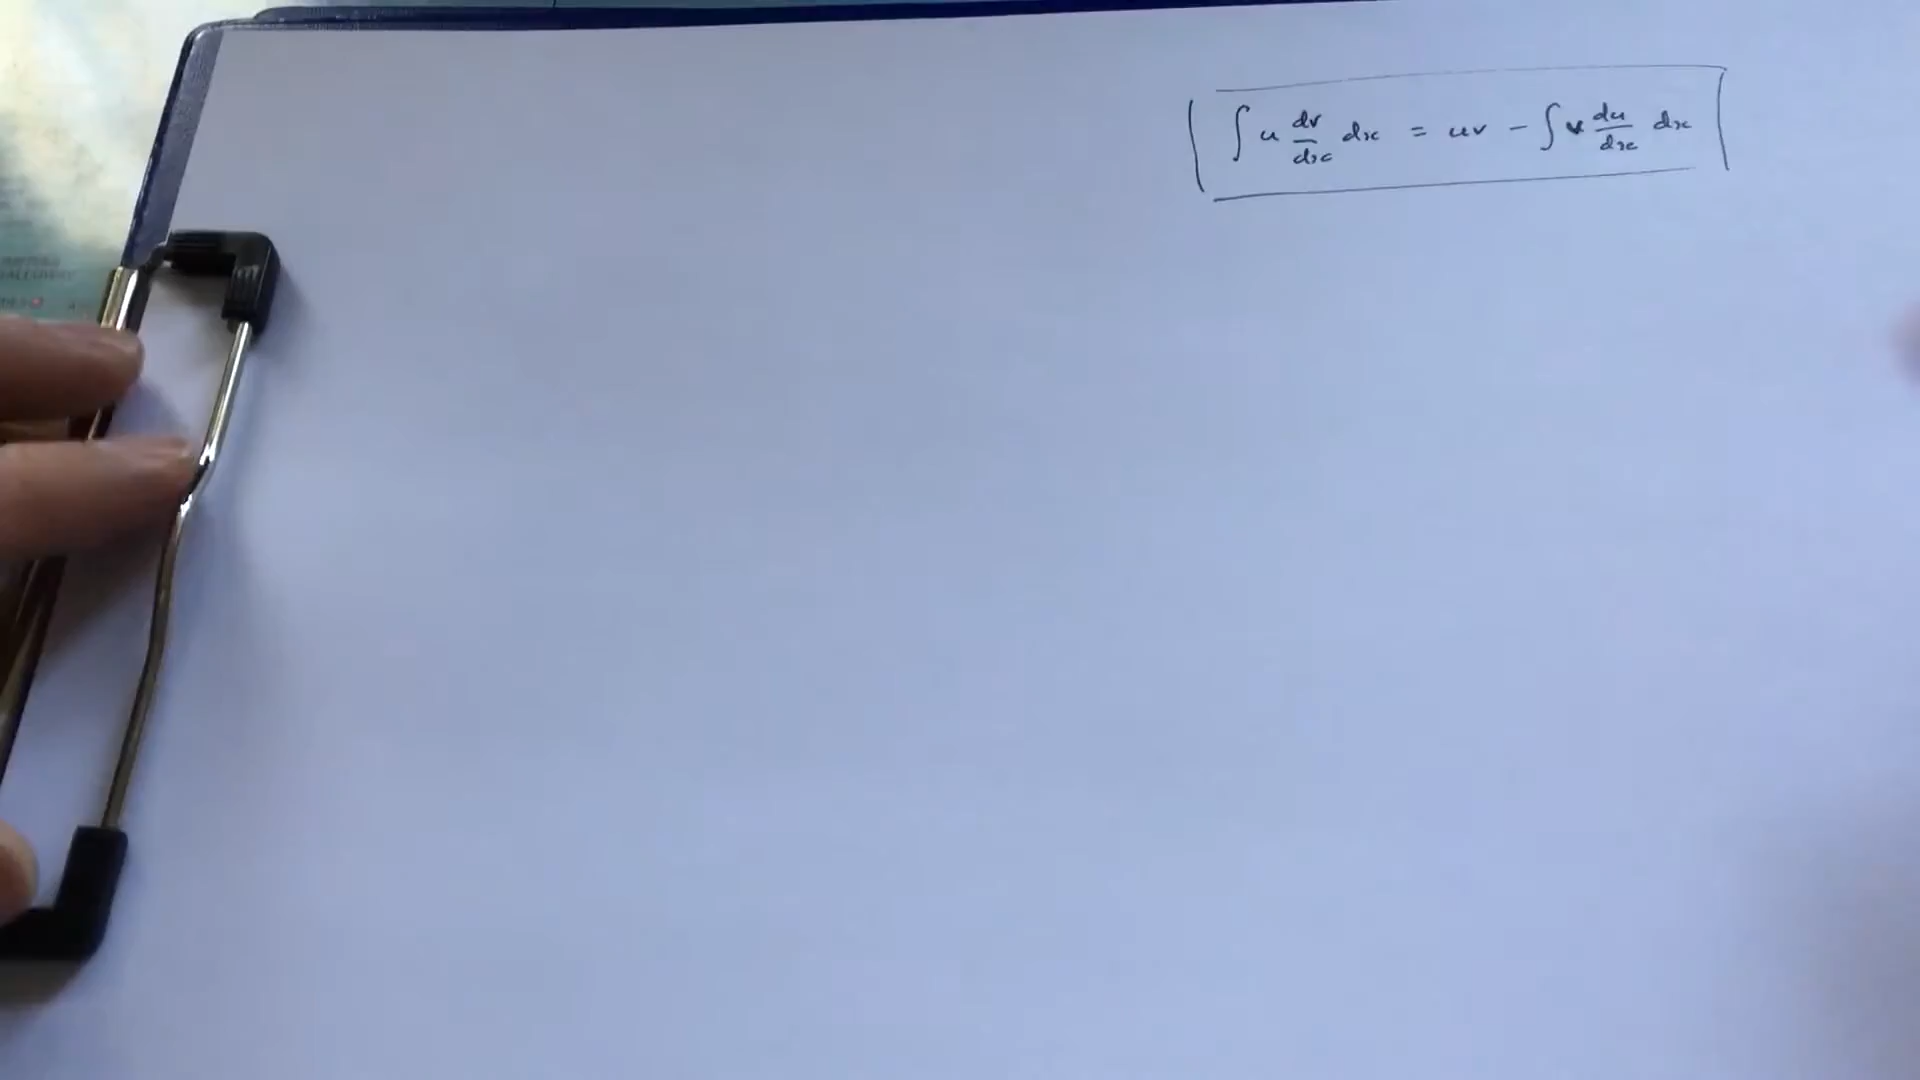 ∫ u dv/dx dx = uv - ∫ v du/dx dx